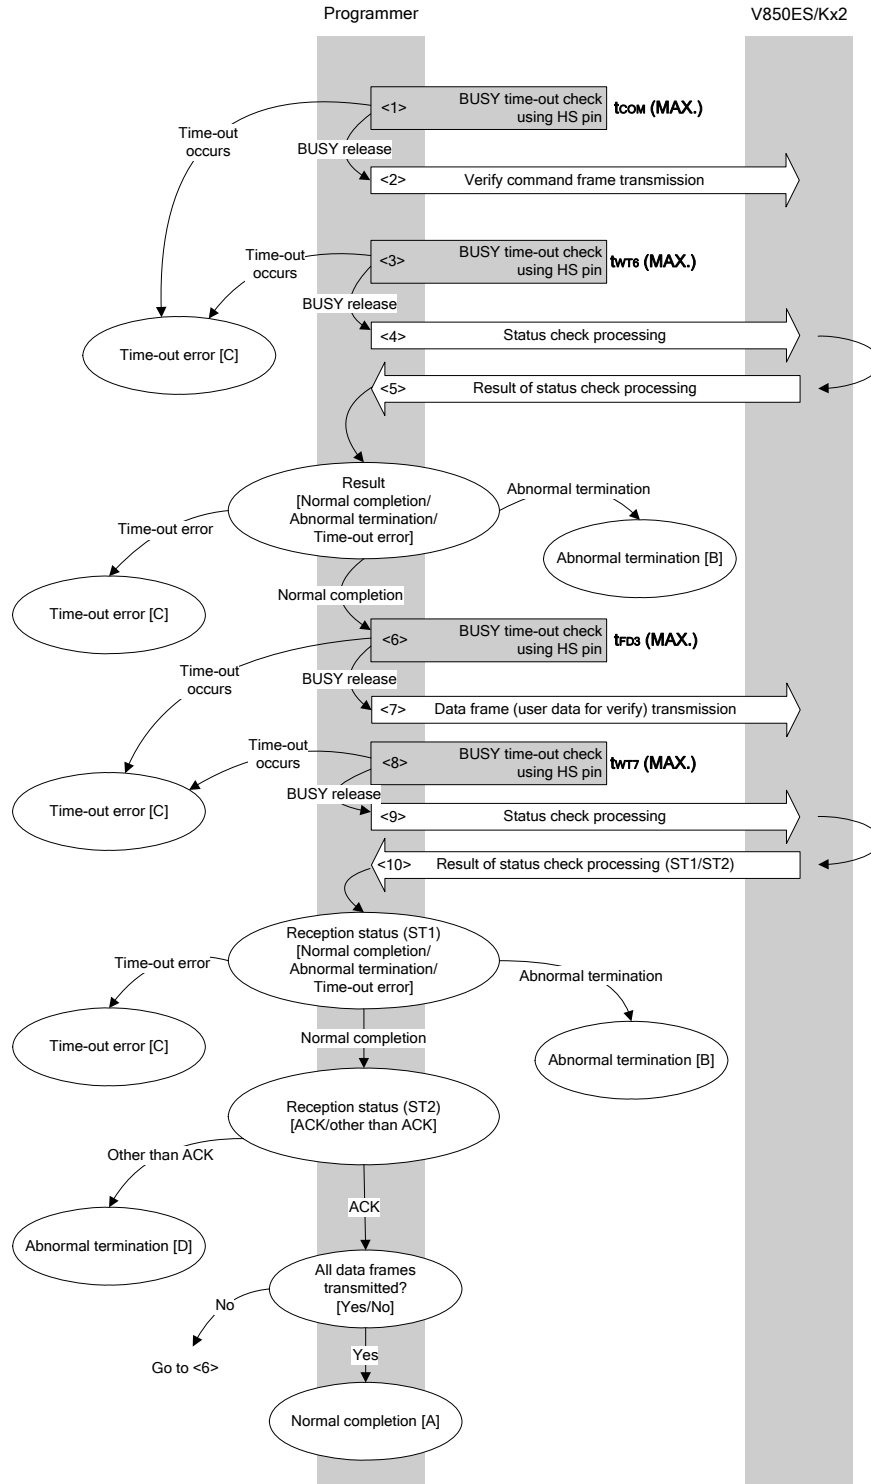 Programmer
V850ES/Kx2
<1>
BUSY time-out check
using HS pin
tCOM (MAX.)
Time-out
occurs
BUSY release
<2>
Verify command frame transmission
Time-out
occurs
<3>
BUSY time-out check
using HS pin
tWT6 (MAX.)
BUSY release
<4>
Status check processing
Time-out error [C]
<5>
Result of status check processing
Result
[Normal completion/
Abnormal termination/
Time-out error]
Abnormal termination
Time-out error
Abnormal termination [B]
Time-out error [C]
Normal completion
<6>
BUSY time-out check
using HS pin
tFD3 (MAX.)
Time-out
occurs
BUSY release
<7>
Data frame (user data for verify) transmission
Time-out
occurs
<8>
BUSY time-out check
using HS pin
tWT7 (MAX.)
BUSY release
Time-out error [C]
<9>
Status check processing
<10>
Result of status check processing (ST1/ST2)
Reception status (ST1)
[Normal completion/
Abnormal termination/
Time-out error]
Time-out error
Abnormal termination
Time-out error [C]
Normal completion
Abnormal termination [B]
Reception status (ST2)
[ACK/other than ACK]
Other than ACK
ACK
Abnormal termination [D]
All data frames
transmitted?
[Yes/No]
No
Yes
Go to <6>
Normal completion [A]